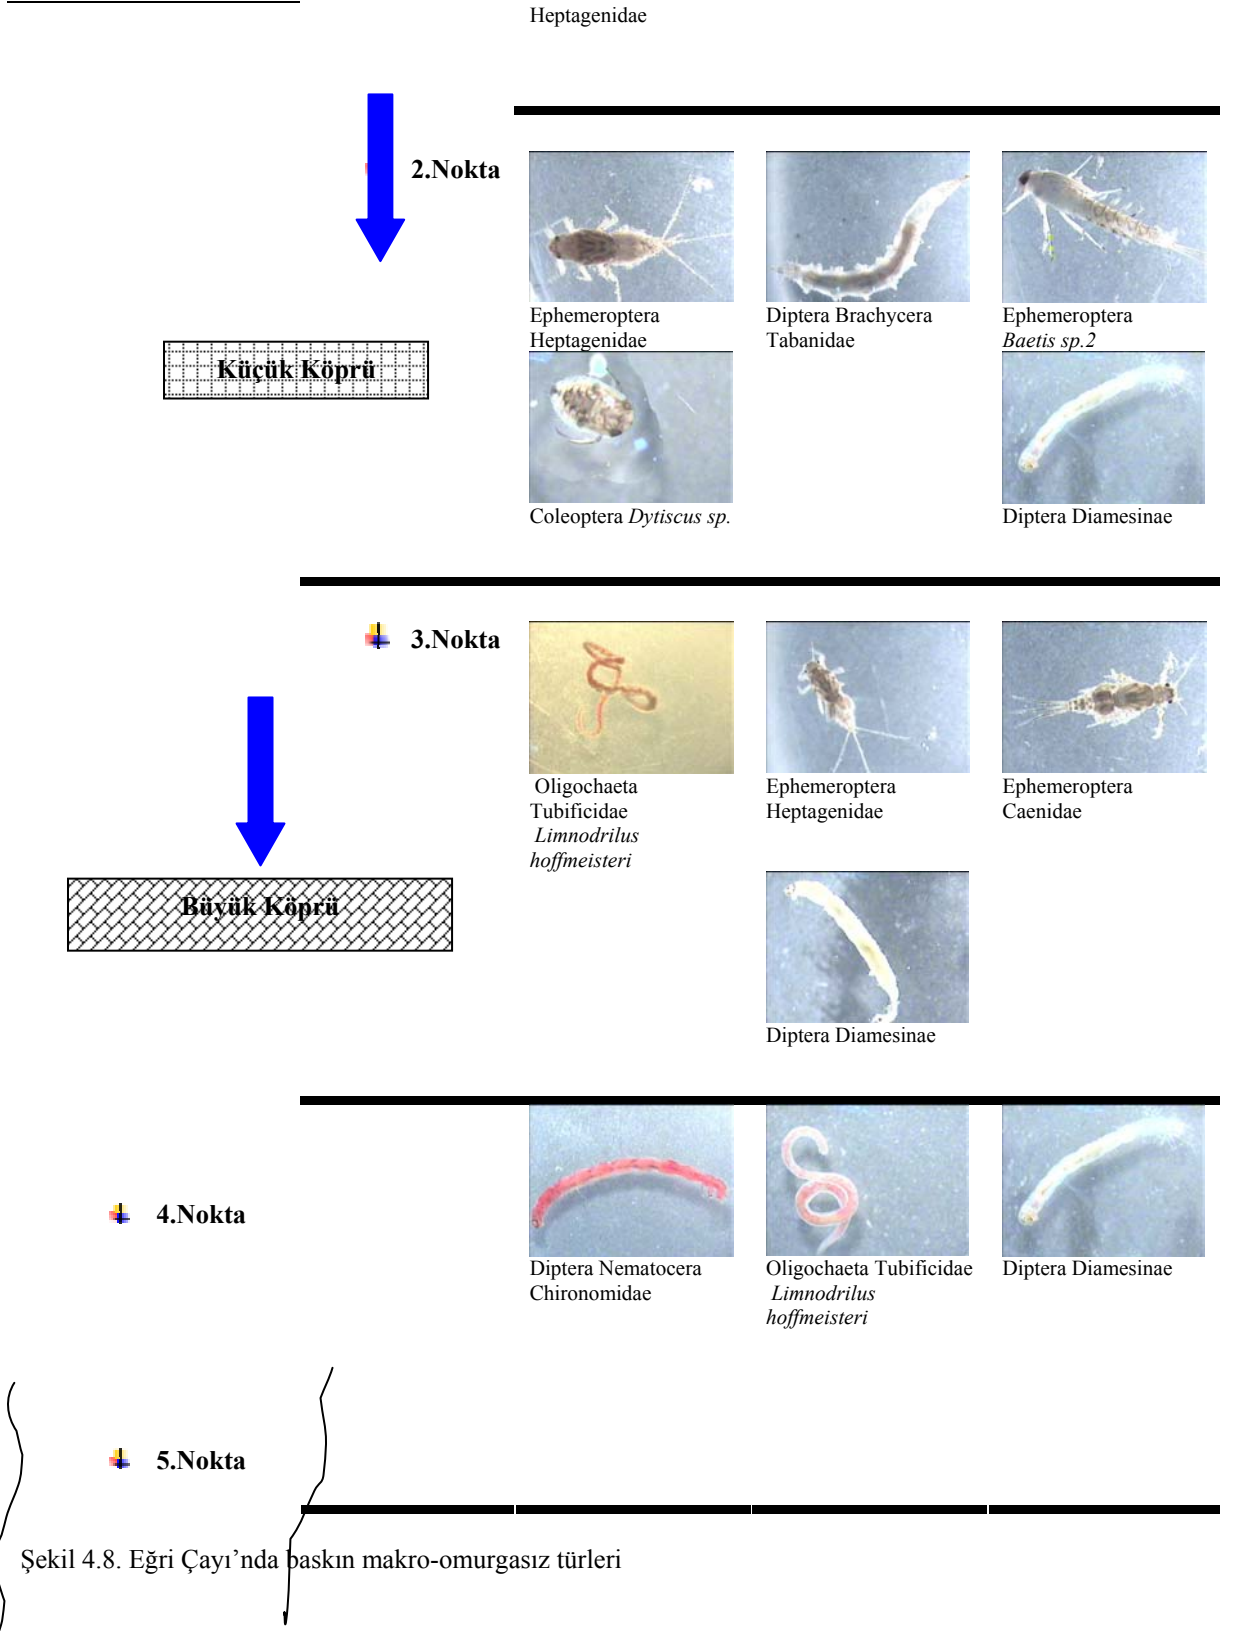 Heptagenidae
2.Nokta
Ephemeroptera
Heptagenidae
Diptera Brachycera
Tabanidae
Ephemeroptera
Baetis sp.2
Küçük Köprü
Coleoptera Dytiscus sp.
Diptera Diamesinae
3.Nokta
Oligochaeta
Tubificidae
Limnodrilus
hoffmeisteri
Ephemeroptera
Heptagenidae
Ephemeroptera
Caenidae
Büyük Köprü
Diptera Diamesinae
4.Nokta
Diptera Nematocera
Chironomidae
Oligochaeta Tubificidae
Limnodrilus
hoffmeisteri
Diptera Diamesinae
5.Nokta
Şekil 4.8. Eğri Çayı’nda baskın makro-omurgasız türleri